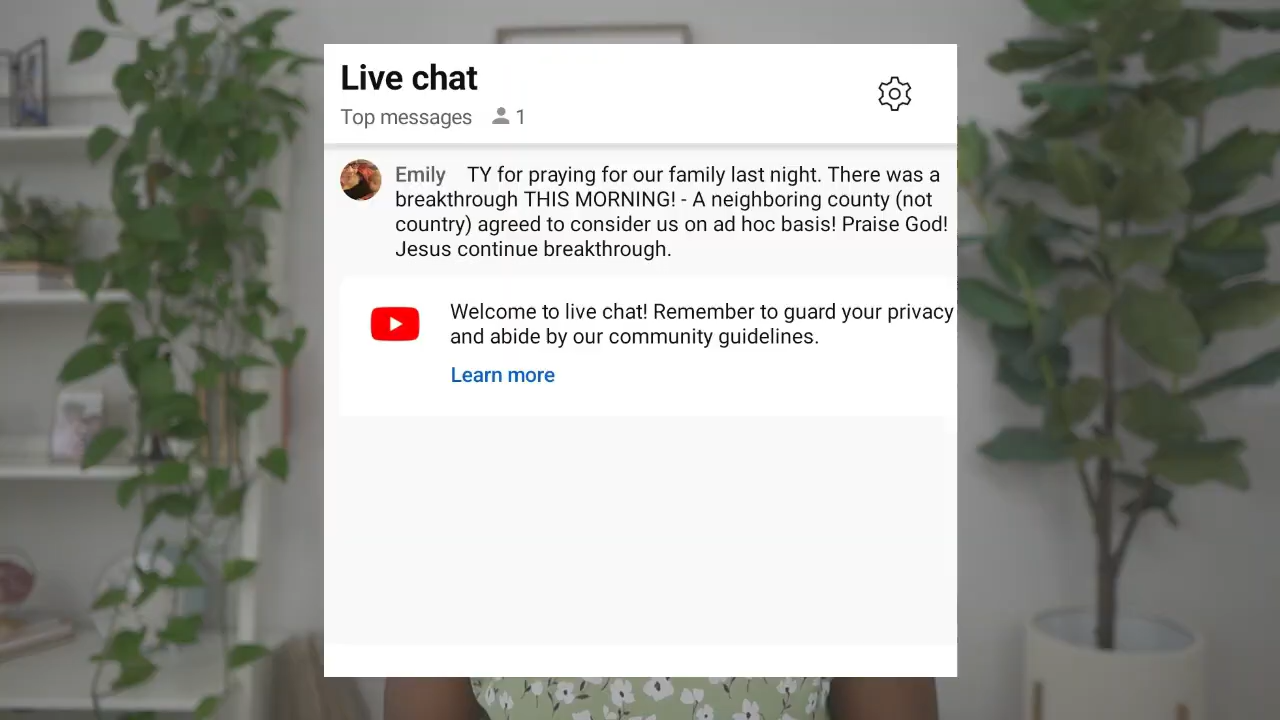 Live chat
Top messages 1
Emily TY for praying for our family last night. There was a
breakthrough THIS MORNING! - A neighboring county (not
country) agreed to consider us on ad hoc basis! Praise God!
Jesus continue breakthrough.
Welcome to live chat! Remember to guard your privacy
and abide by our community guidelines.
Learn more